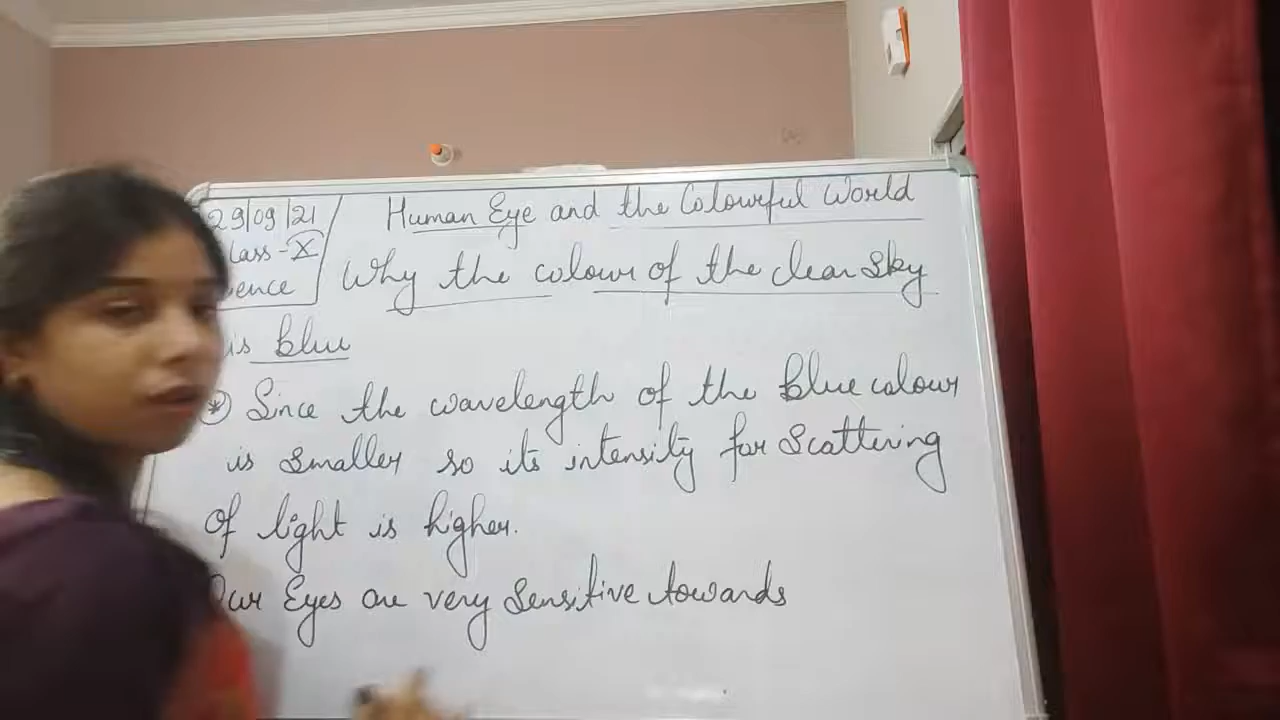 29/09/21
lass - X
ence
Human Eye and the Colourful World
Why the colour of the clear Sky
is blue
* Since the wavelength of the blue colour
is smaller so its intensity for scattering
of light is higher.
Our Eyes are very sensitive towards